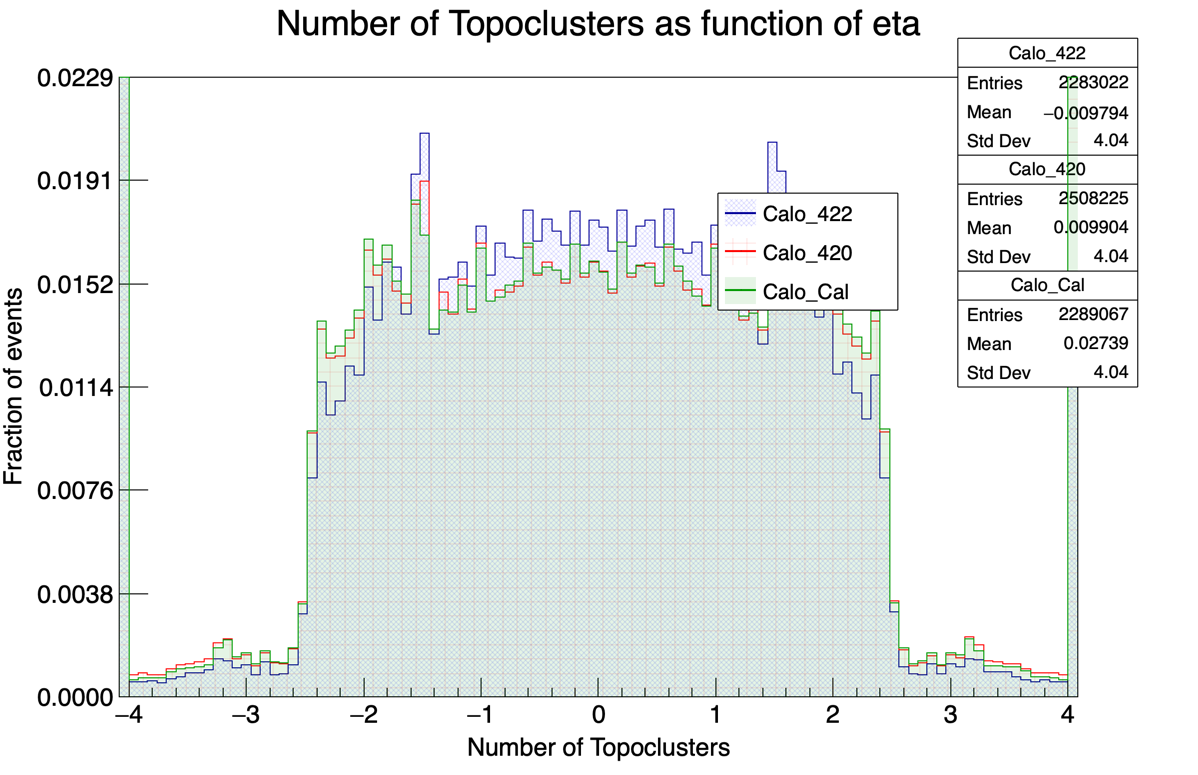 Number of Topoclusters as function of eta
Calo_422
Entries 2283022
Mean −0.009794
Std Dev 4.04
Calo_420
Entries 2508225
Mean 0.009904
Std Dev 4.04
Calo_Cal
Entries 2289067
Mean 0.02739
Std Dev 4.04
Calo_422
Calo_420
Calo_Cal
Fraction of events
0.0229
0.0191
0.0152
0.0114
0.0076
0.0038
0.0000
−4 −3 −2 −1 0 1 2 3 4
Number of Topoclusters